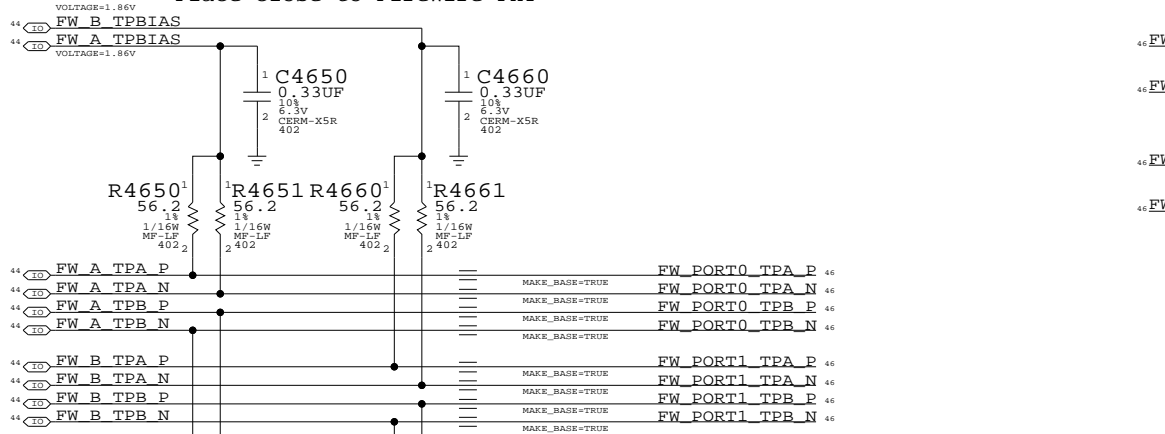 VOLTAGE=1.86V
44 IO FW_B_TPBIAS
44 IO FW_A_TPBIAS
VOLTAGE=1.86V
1 C4650
0.33UF
10%
6.3V
2 CERM-X5R
402
1 C4660
0.33UF
10%
6.3V
2 CERM-X5R
402
R4650 1
56.2
1%
1/16W
MF-LF
402 2
1 R4651
56.2
1%
1/16W
MF-LF
2 402
R4660 1
56.2
1%
1/16W
MF-LF
402 2
1 R4661
56.2
1%
1/16W
MF-LF
2 402
44 IO FW_A_TPA_P MAKE_BASE=TRUE FW_PORT0_TPA_P 46
44 IO FW_A_TPA_N MAKE_BASE=TRUE FW_PORT0_TPA_N 46
44 IO FW_A_TPB_P MAKE_BASE=TRUE FW_PORT0_TPB_P 46
44 IO FW_A_TPB_N MAKE_BASE=TRUE FW_PORT0_TPB_N 46
44 IO FW_B_TPA_P MAKE_BASE=TRUE FW_PORT1_TPA_P 46
44 IO FW_B_TPA_N MAKE_BASE=TRUE FW_PORT1_TPA_N 46
44 IO FW_B_TPB_P MAKE_BASE=TRUE FW_PORT1_TPB_P 46
44 IO FW_B_TPB_N MAKE_BASE=TRUE FW_PORT1_TPB_N 46
46
46
46
46